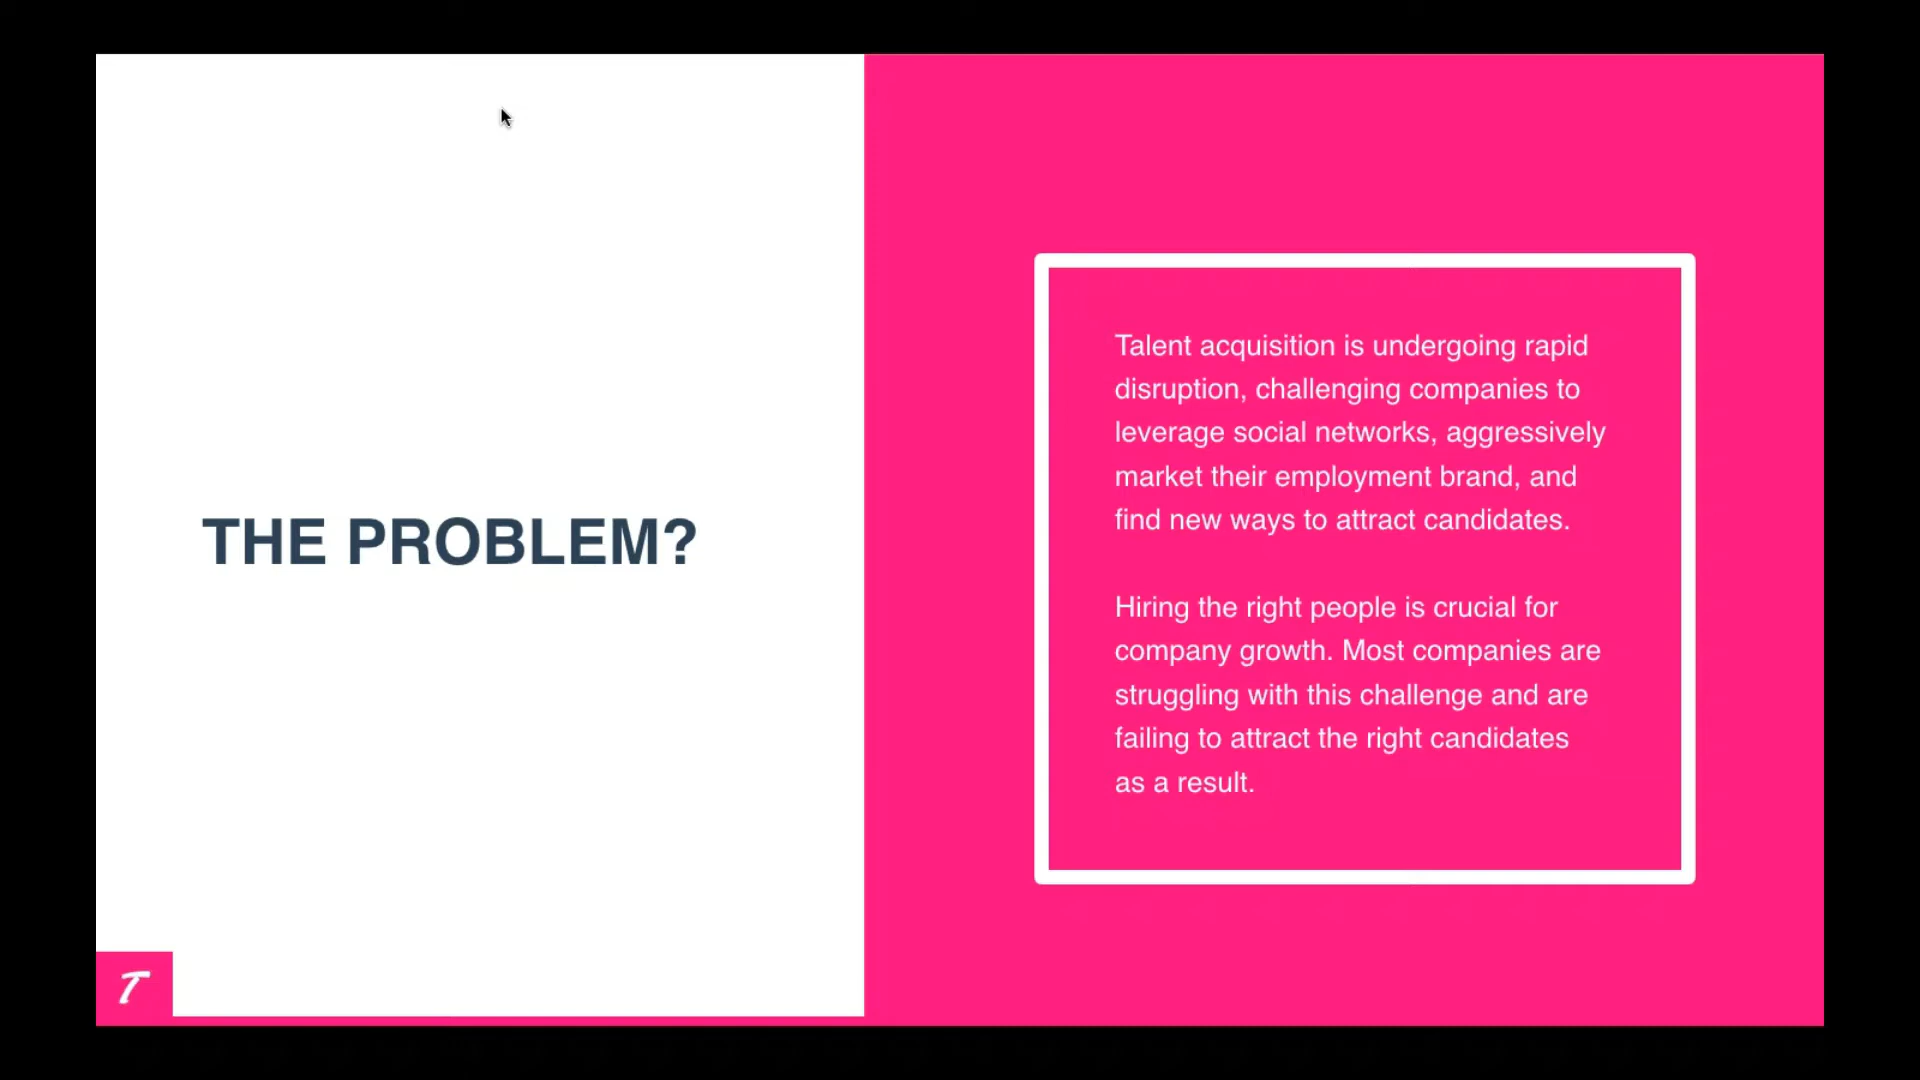 THE PROBLEM?
Talent acquisition is undergoing rapid
disruption, challenging companies to
leverage social networks, aggressively
market their employment brand, and
find new ways to attract candidates.
Hiring the right people is crucial for
company growth. Most companies are
struggling with this challenge and are
failing to attract the right candidates
as a result.
T